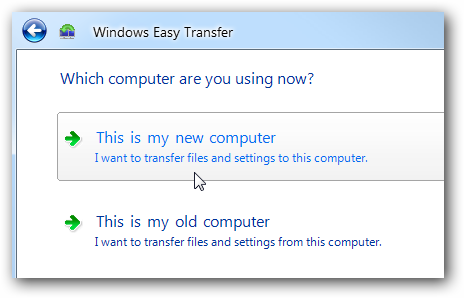 Windows Easy Transfer
Which computer are you using now?
This is my new computer
I want to transfer files and settings to this computer.
This is my old computer
I want to transfer files and settings from this computer.